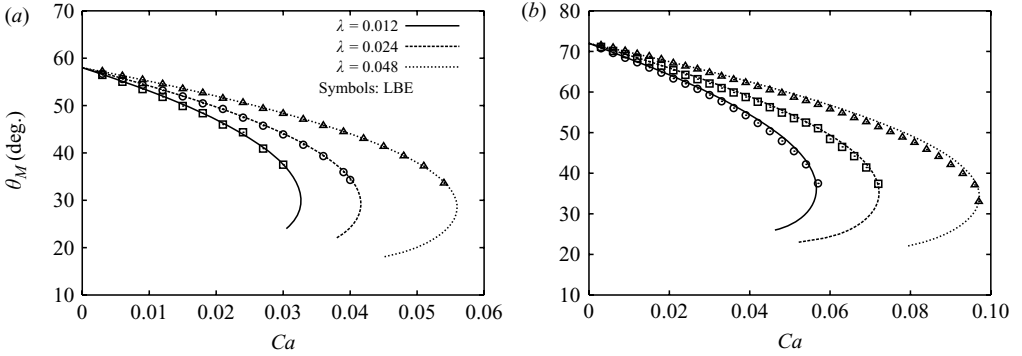 (a)
70
60
50
40
30
20
10
θM (deg.)
λ = 0.012
λ = 0.024
λ = 0.048
Symbols: LBE
0 0.01 0.02 0.03 0.04 0.05 0.06
Ca
(b)
80
70
60
50
40
30
20
10
0 0.02 0.04 0.06 0.08 0.10
Ca